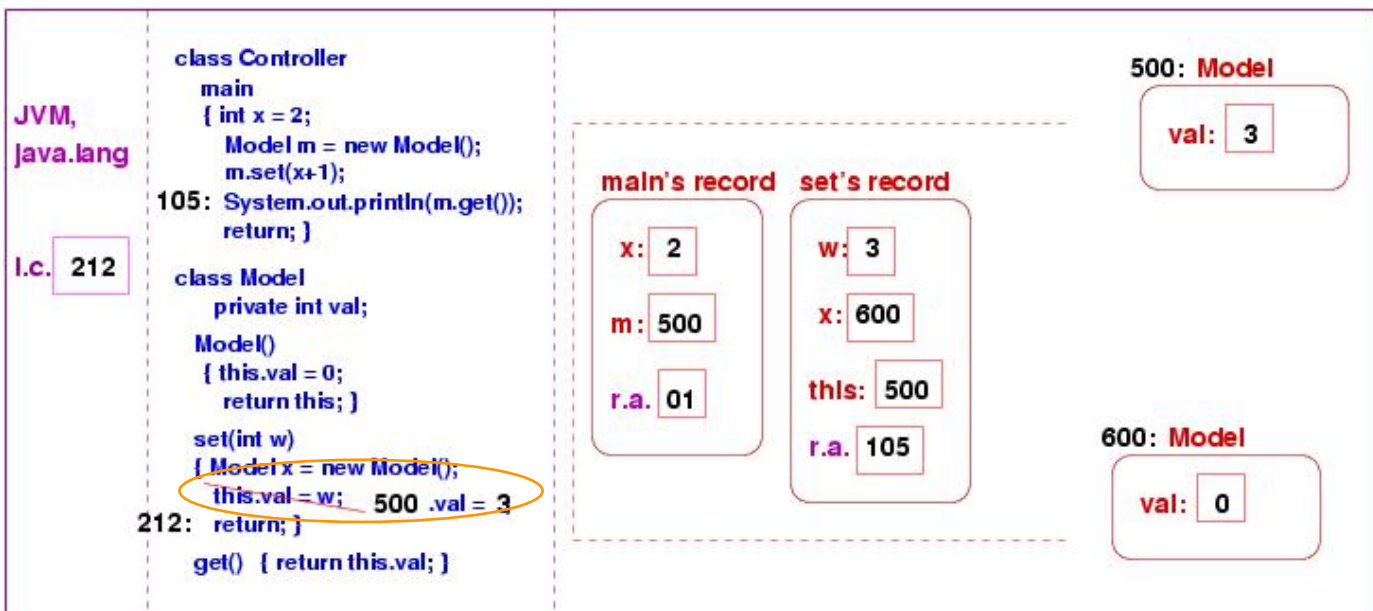 JVM,
java.lang
I.c. 212
class Controller
main
{ int x = 2;
Model m = new Model();
m.set(x+1);
105: System.out.println(m.get());
return; }
class Model
private int val;
Model()
{ this.val = 0;
return this; }
set(int w)
{ Model x = new Model();
this.val = w; 500 .val = 3
212: return; }
get() { return this.val; }
main's record
x: 2
m: 500
r.a. 01
set's record
w: 3
x: 600
this: 500
r.a. 105
500: Model
val: 3
600: Model
val: 0